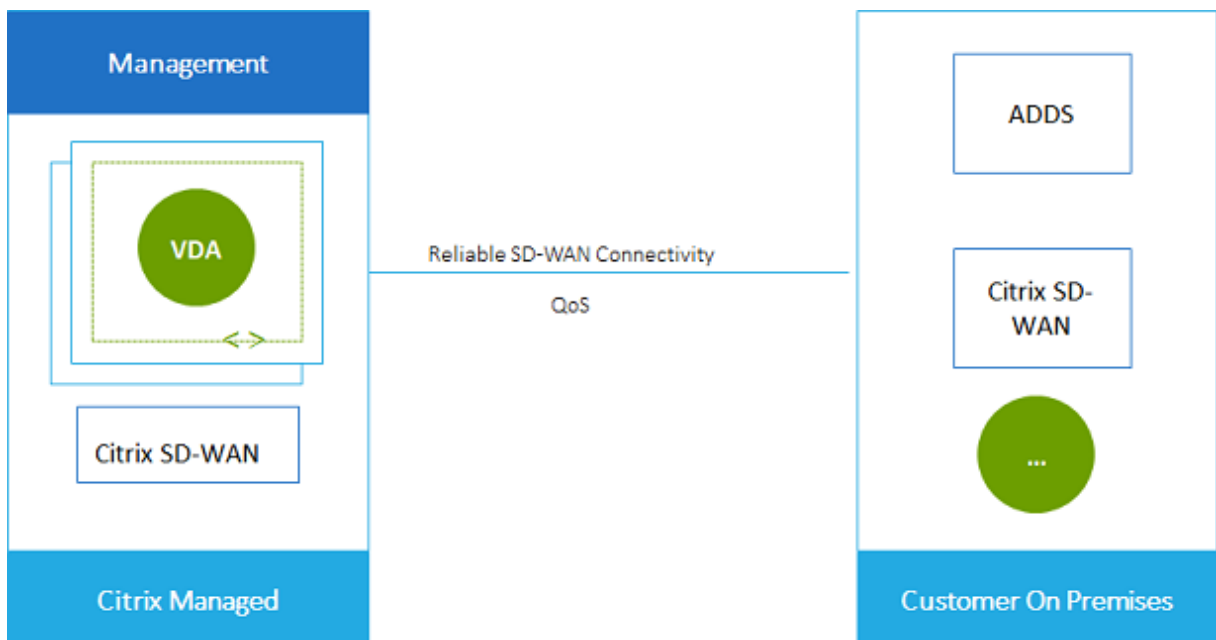 Management
VDA
Citrix SD-WAN
Citrix Managed
Reliable SD-WAN Connectivity
QoS
ADDS
Citrix SD-
WAN
...
Customer On Premises